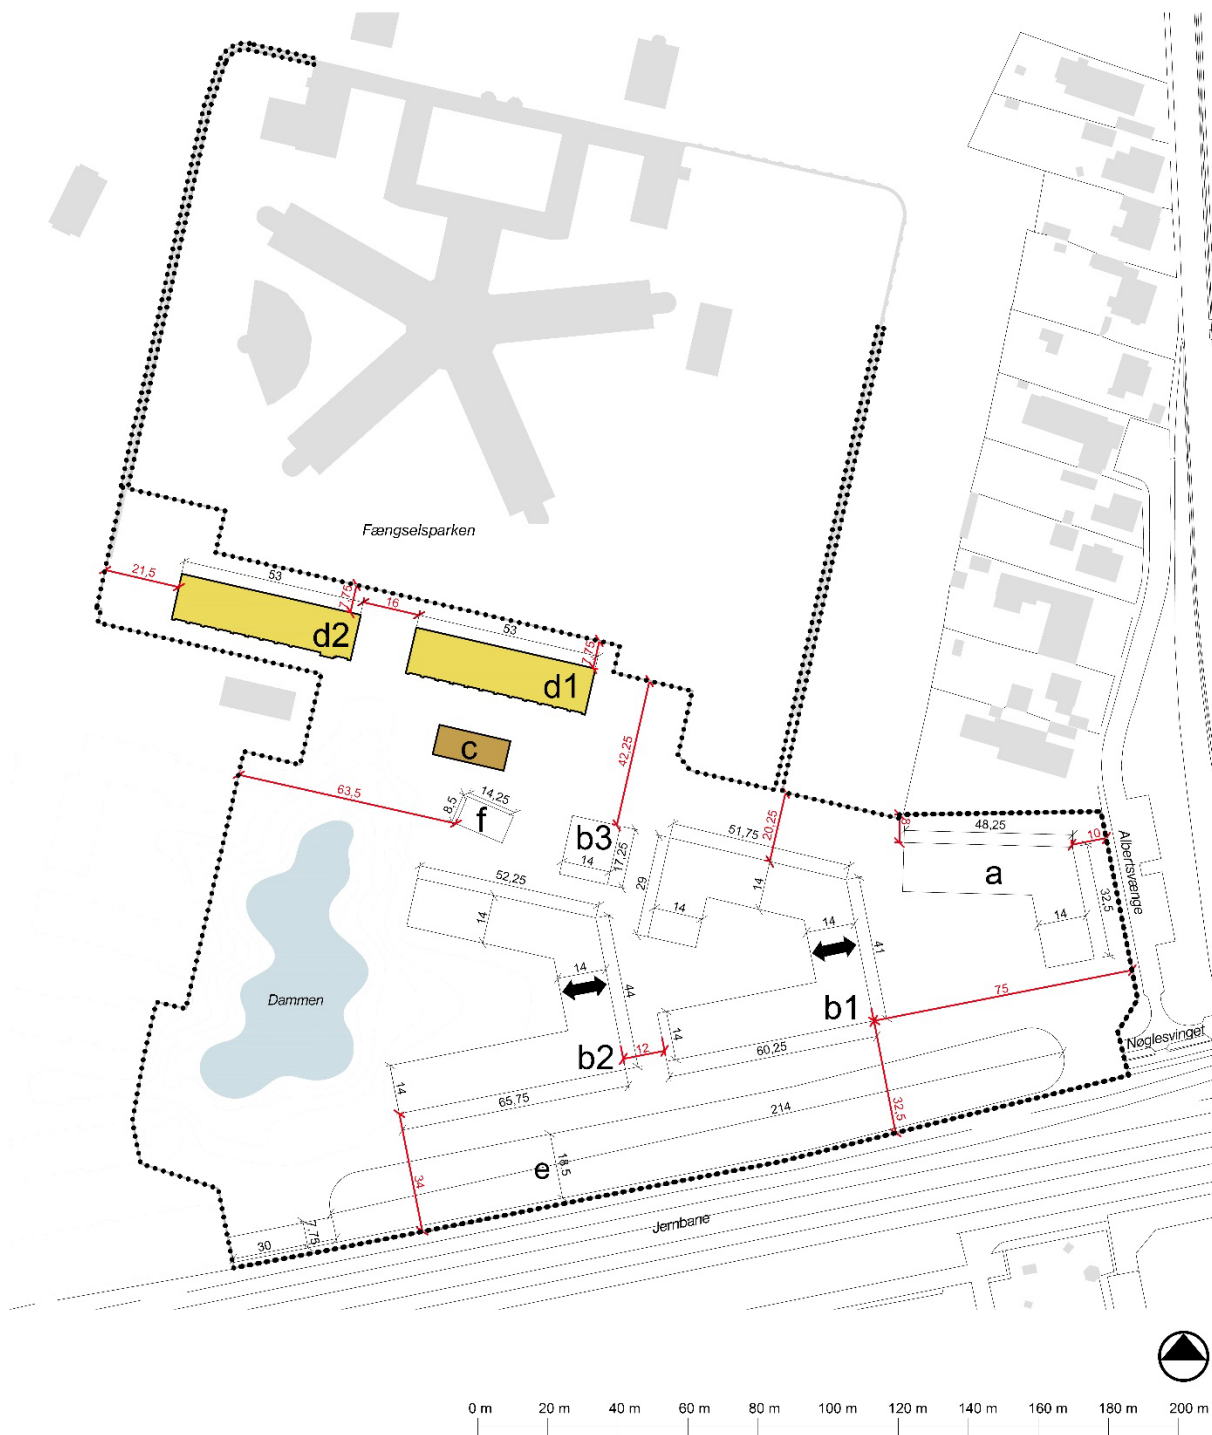 Fængselsparken
21,5
53
7,75
16
d2
53
7,75
d1
42,25
c
63,5
8,5
14,25
f
b3
14
17,25
51,75
20,25
8
48,25
10
Albertsvænge
a
14
32,5
52,25
14
29
14
14
14
41
14
44
Dammen
75
b1
Nøglesvinget
b2
12
14
60,25
14
65,75
32,5
214
34
e
18,5
Jernbane
30
7,75
0 m 20 m 40 m 60 m 80 m 100 m 120 m 140 m 160 m 180 m 200 m